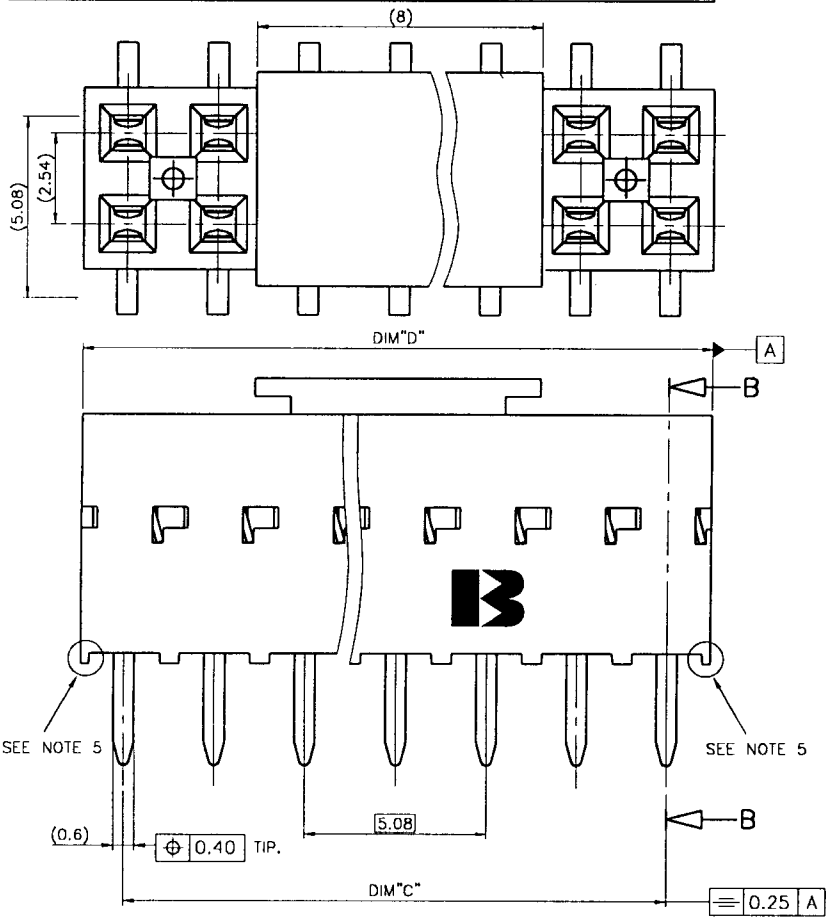 (8)
(5.08)
(2.54)
DIM"D"
A
B
B
SEE NOTE 5
SEE NOTE 5
(0.6)
0.40 TIP.
5.08
B
DIM"C"
0.25 A